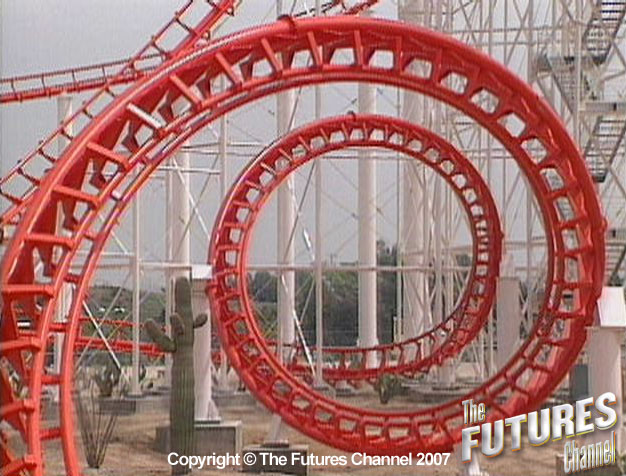 The
FUTURES
Channel
Copyright © The Futures Channel 2007